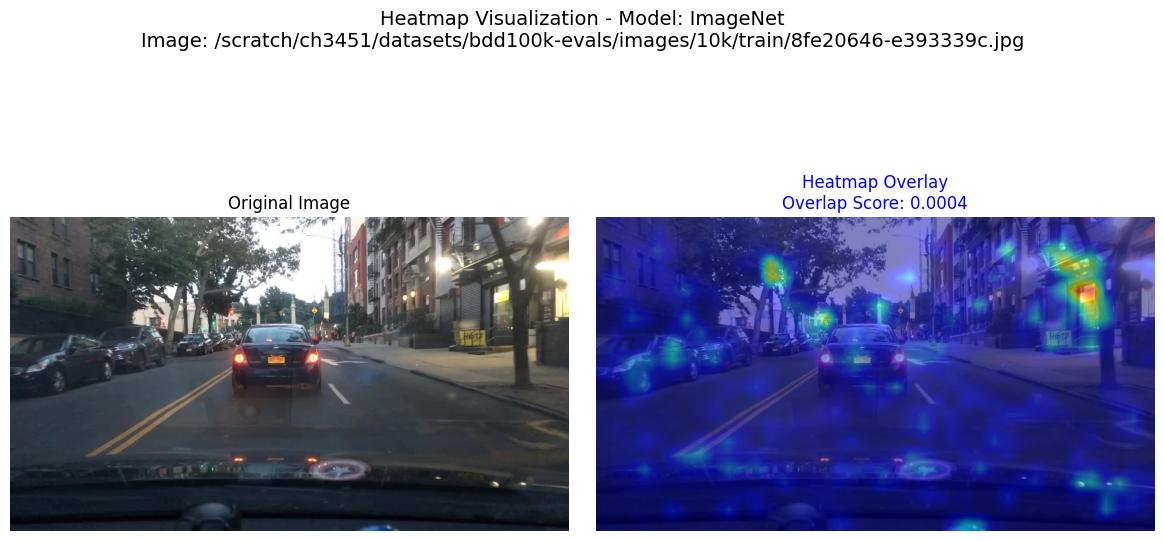 Heatmap Visualization - Model: ImageNet
Image: /scratch/ch3451/datasets/bdd100k-evals/images/10k/train/8fe20646-e393339c.jpg
Original Image
Heatmap Overlay
Overlap Score: 0.0004